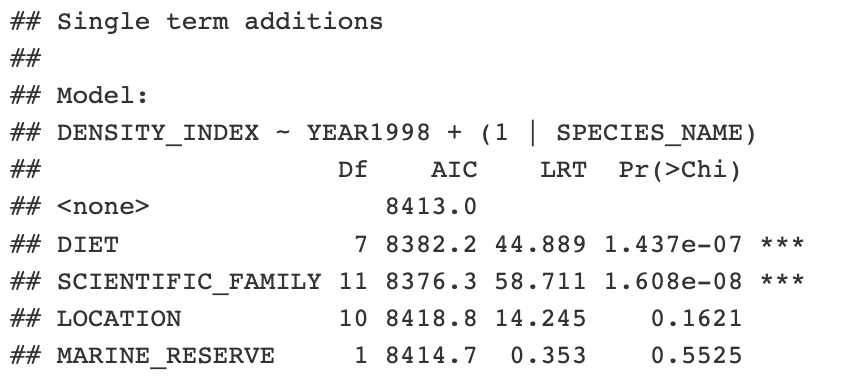 ## Single term additions
##
## Model:
## DENSITY_INDEX ~ YEAR1998 + (1 | SPECIES_NAME)
##                   Df    AIC    LRT  Pr(>Chi)
## <none>               8413.0
## DIET               7 8382.2 44.889 1.437e-07 ***
## SCIENTIFIC_FAMILY 11 8376.3 58.711 1.608e-08 ***
## LOCATION          10 8418.8 14.245    0.1621
## MARINE_RESERVE     1 8414.7  0.353    0.5525